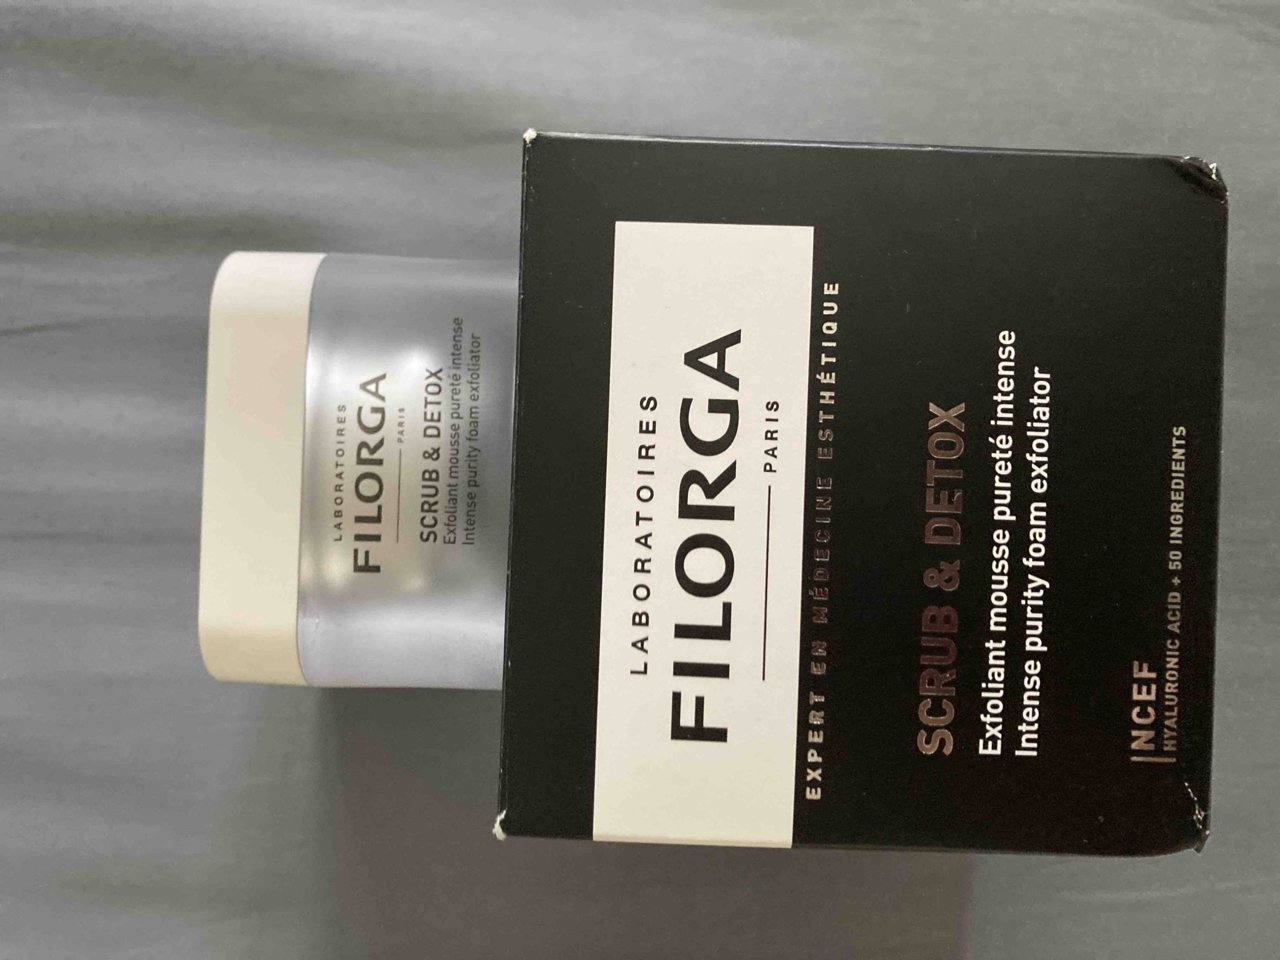 LABORATOIRES
FILORGA
PARIS
SCRUB & DETOX
Exfoliant mousse pureté intense
Intense purity foam exfoliator
LABORATOIRES
FILORGA
PARIS
EXPERT EN MÉDECINE ESTHÉTIQUE
SCRUB & DETOX
Exfoliant mousse pureté intense
Intense purity foam exfoliator
NCEF
HYALURONIC ACID + 50 INGREDIENTS